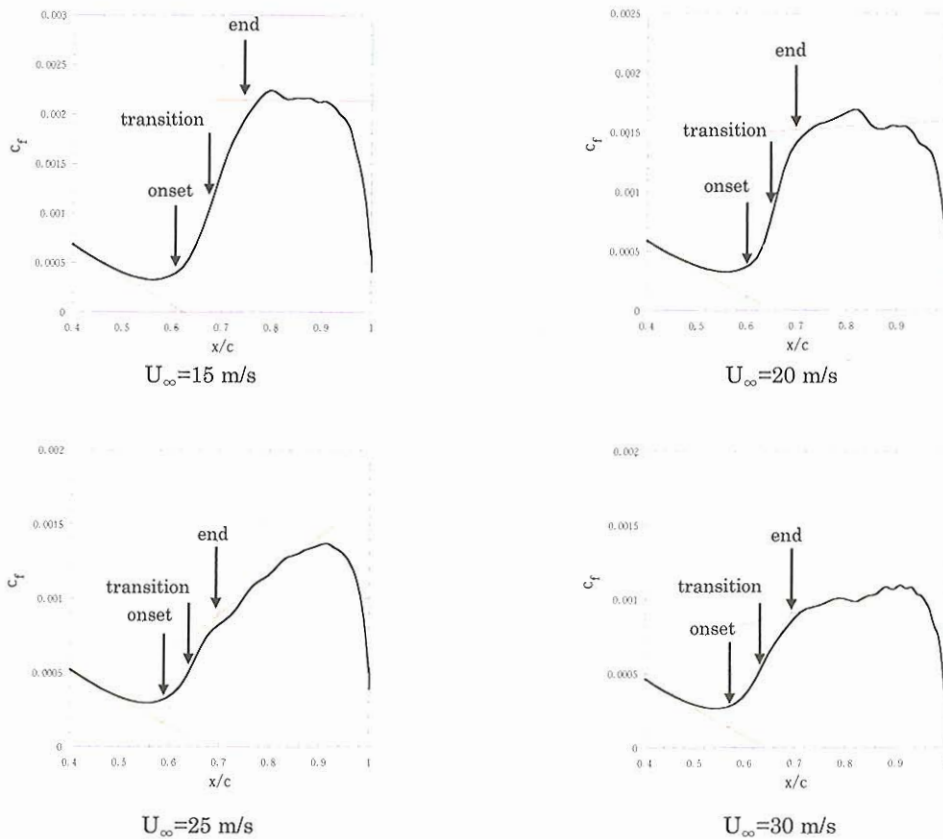 0.003
0.0025
0.002
0.0015
0.001
0.0005
0
c_f
end
transition
onset
0.4 0.5 0.6 0.7 0.8 0.9 1
x/c
U∞=15 m/s
0.0025
0.002
0.0015
0.001
0.0005
0
c_f
end
transition
onset
0.4 0.5 0.6 0.7 0.8 0.9
x/c
U∞=20 m/s
0.002
0.0015
0.001
0.0005
0
c_f
end
transition
onset
0.4 0.5 0.6 0.7 0.8 0.9 1
x/c
U∞=25 m/s
0.002
0.0015
0.001
0.0005
0
c_f
end
transition
onset
0.4 0.5 0.6 0.7 0.8 0.9
x/c
U∞=30 m/s